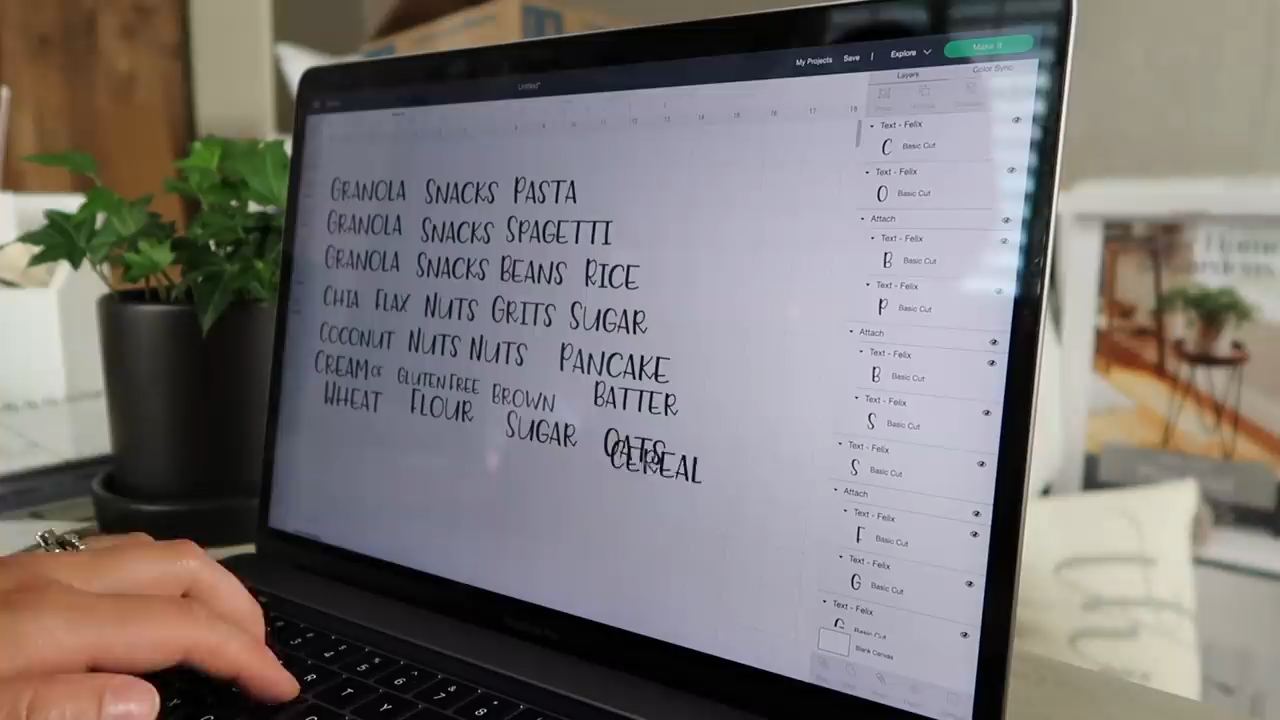 My Projects Save | Explore Make It
Untitled*
Layers Color Sync
GRANOLA SNACKS PASTA
GRANOLA SNACKS SPAGETTI
GRANOLA SNACKS BEANS RICE
CHIA FLAX NUTS GRITS SUGAR
COCONUT NUTS NUTS PANCAKE
CREAM OF GLUTEN FREE BROWN BATTER
WHEAT FLOUR SUGAR OATS
CEREAL
Text - Felix
C Basic Cut
Text - Felix
O Basic Cut
Attach
Text - Felix
B Basic Cut
Text - Felix
P Basic Cut
Attach
Text - Felix
B Basic Cut
Text - Felix
S Basic Cut
Text - Felix
S Basic Cut
Attach
Text - Felix
F Basic Cut
Text - Felix
G Basic Cut
Text - Felix
Basic Cut
Blank Canvas